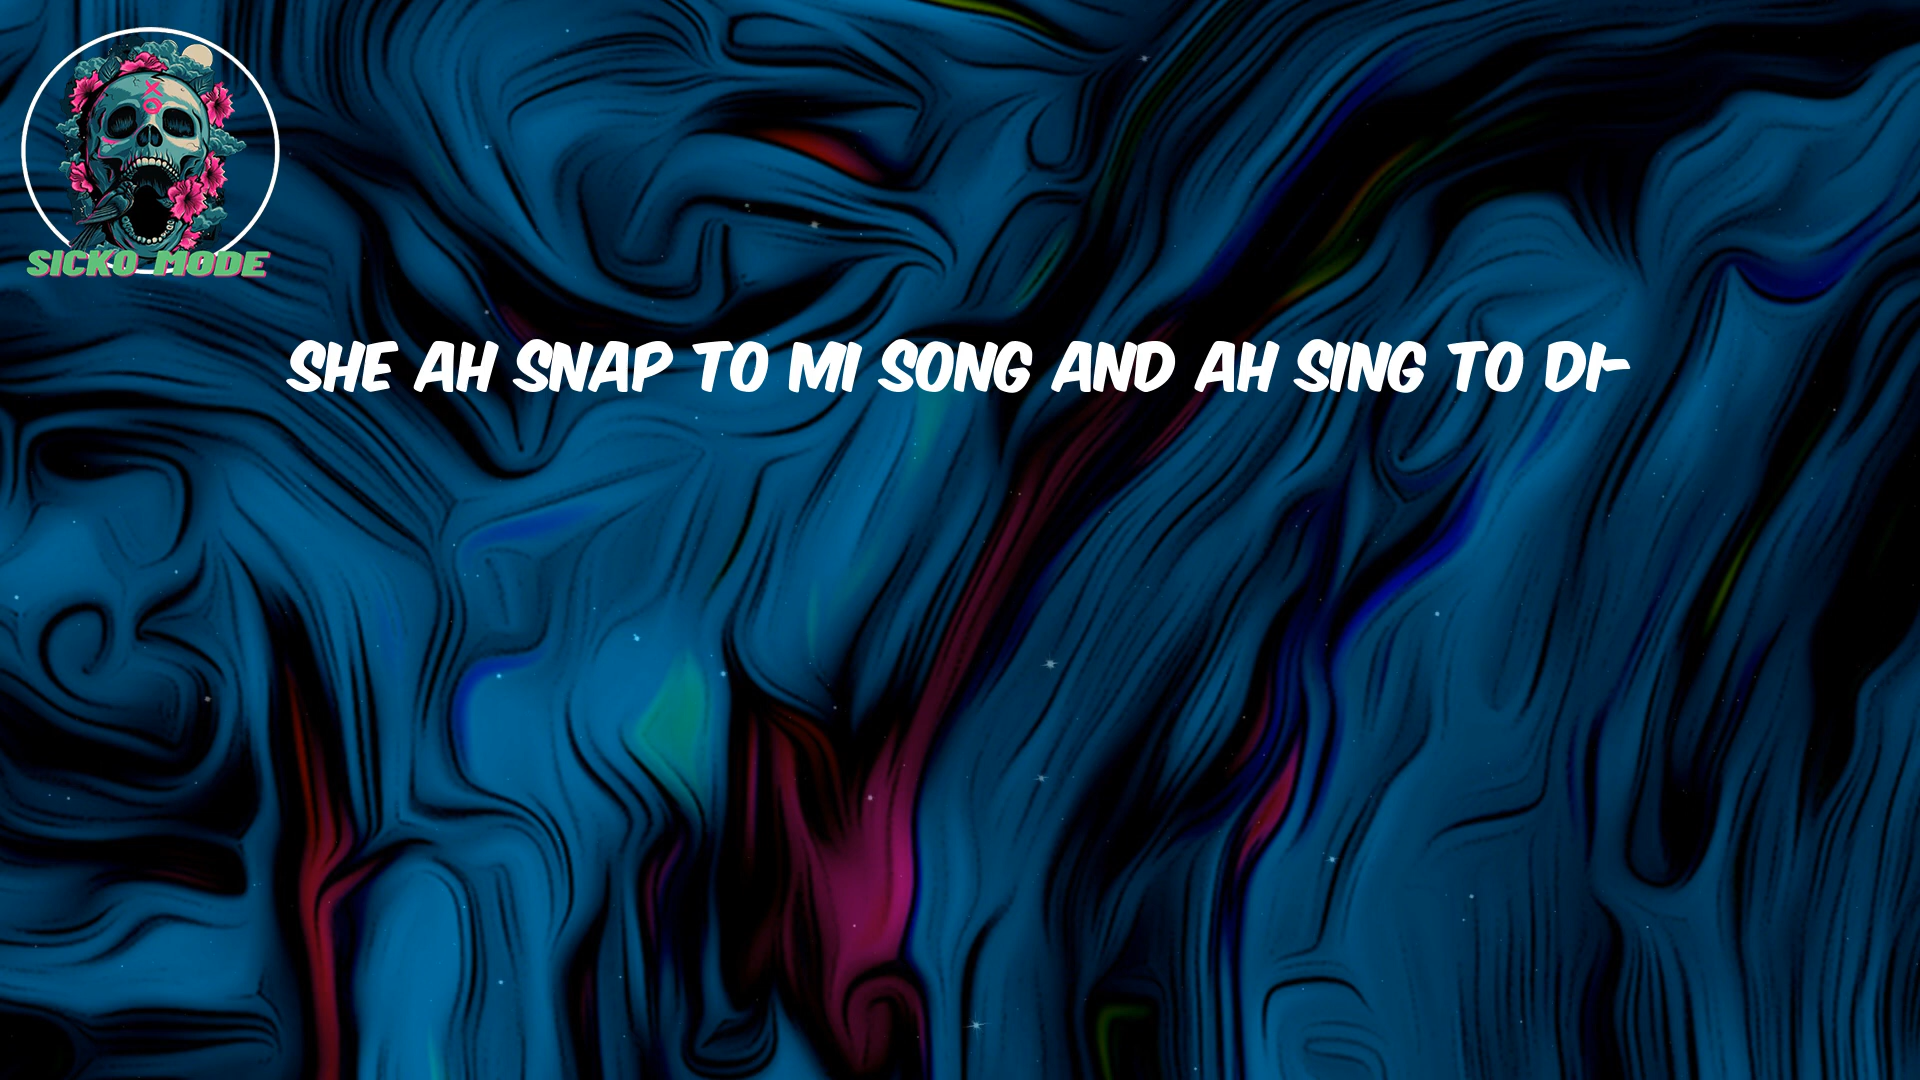 SICKO MODE
SHE AH SNAP TO MI SONG AND AH SING TO DI-